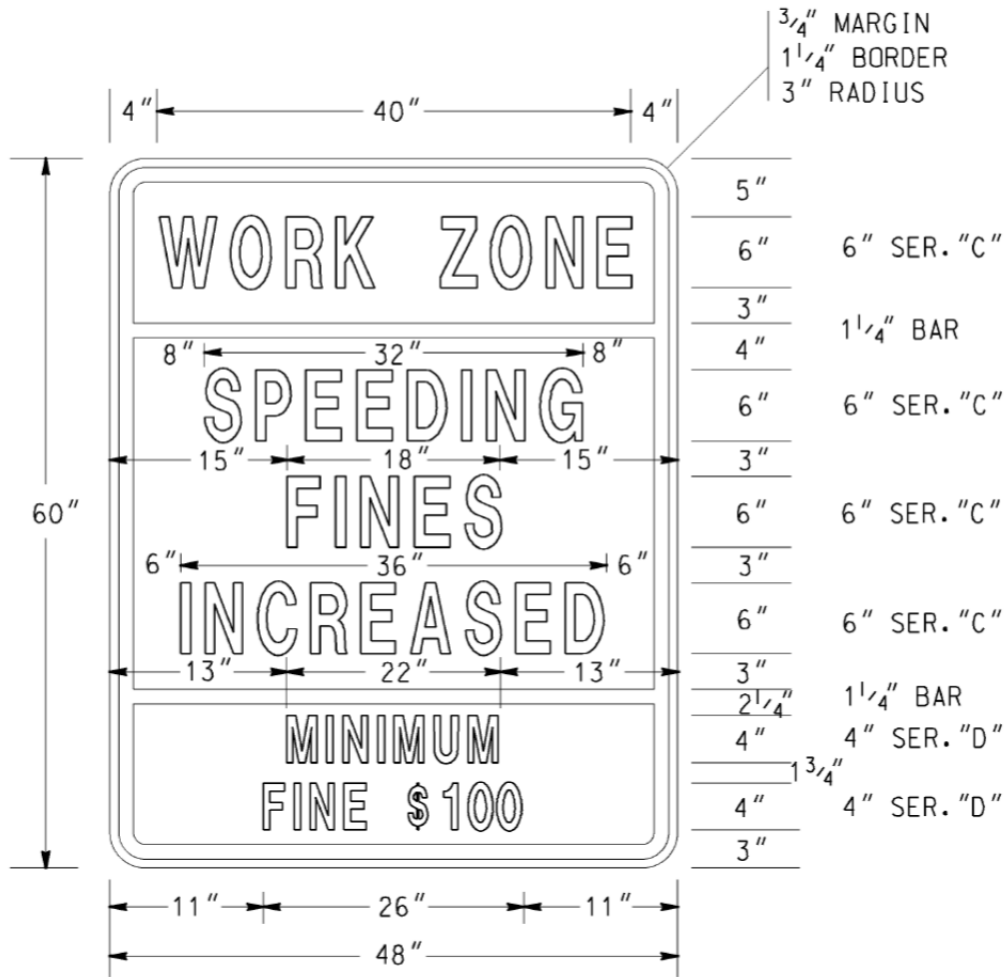 3/4" MARGIN
1 1/4" BORDER
3" RADIUS
4" 40" 4"
5"
WORK ZONE 6" 6" SER. "C"
3"
1 1/4" BAR
4"
8" 32" 8"
SPEEDING 6" 6" SER. "C"
15" 18" 15" 3"
60"
FINES 6" 6" SER. "C"
6" 36" 6" 3"
INCREASED 6" 6" SER. "C"
13" 22" 13" 3"
2 1/4" 1 1/4" BAR
MINIMUM 4" 4" SER. "D"
1 3/4"
FINE $100 4" 4" SER. "D"
3"
11" 26" 11"
48"